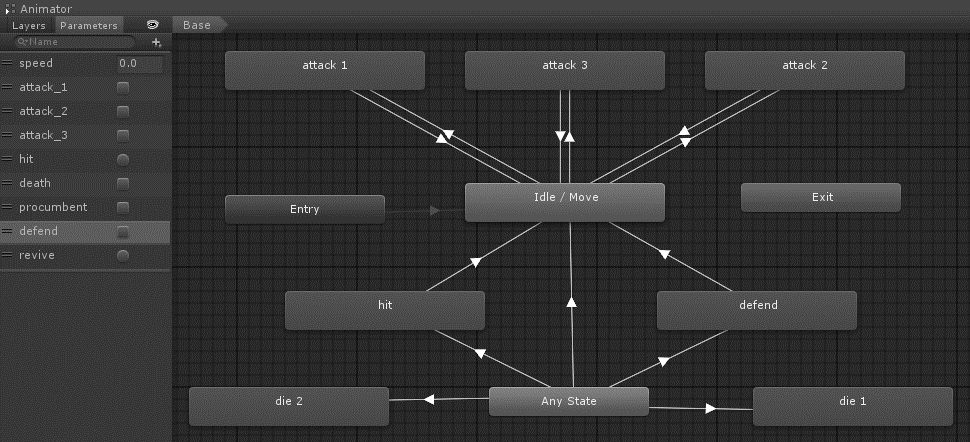 Animator
Layers
Parameters
Base
Name
speed
0.0
attack_1
attack_2
attack_3
hit
death
procumbent
defend
revive
attack 1
attack 3
attack 2
Entry
Idle / Move
Exit
hit
defend
die 2
Any State
die 1